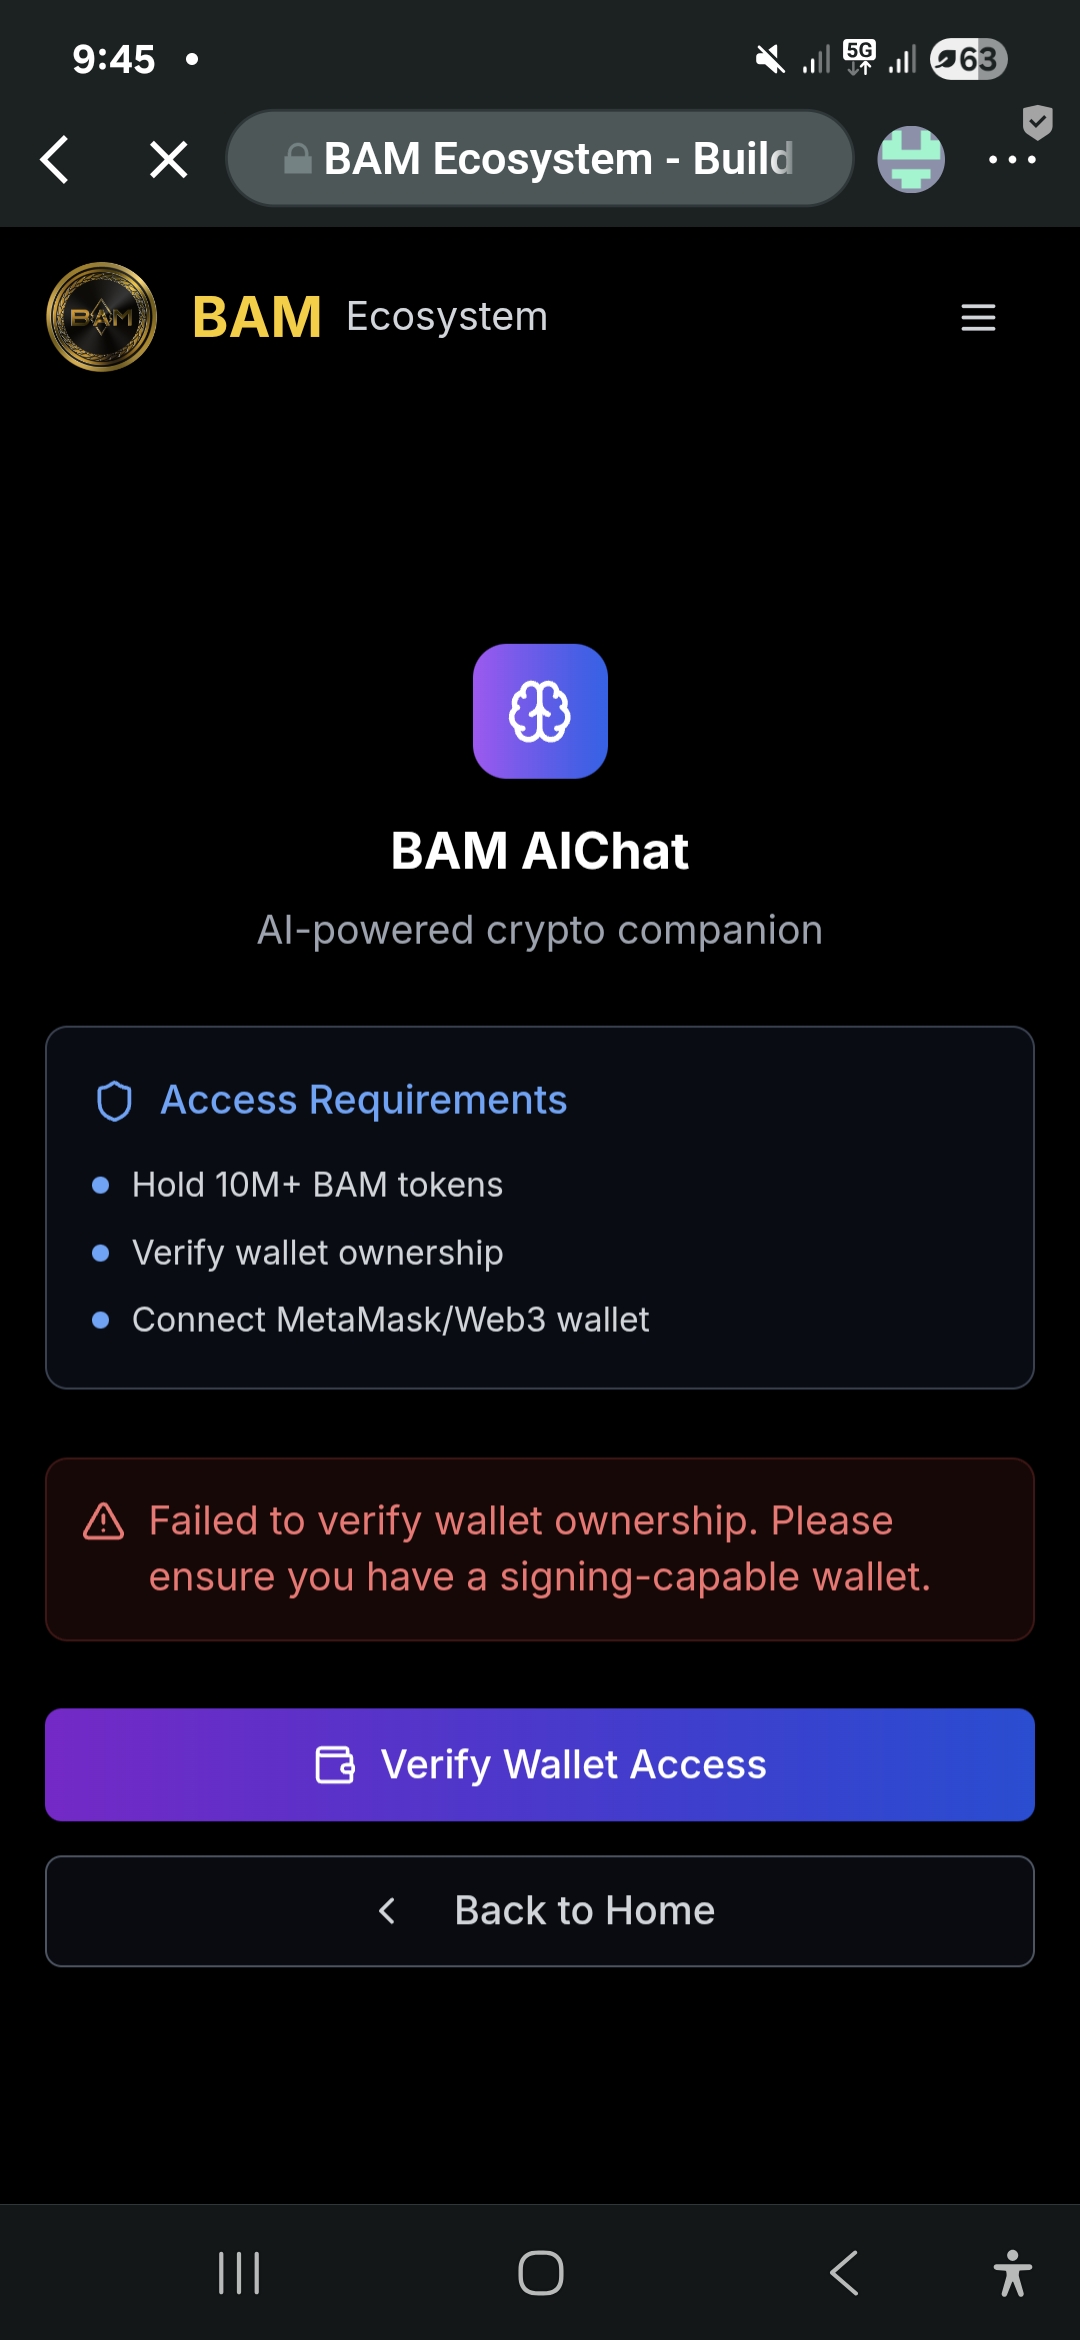 9:45
5G
63
BAM Ecosystem - Build
BAM
BAM Ecosystem
BAM AIChat
AI-powered crypto companion
Access Requirements
Hold 10M+ BAM tokens
Verify wallet ownership
Connect MetaMask/Web3 wallet
Failed to verify wallet ownership. Please
ensure you have a signing-capable wallet.
Verify Wallet Access
Back to Home